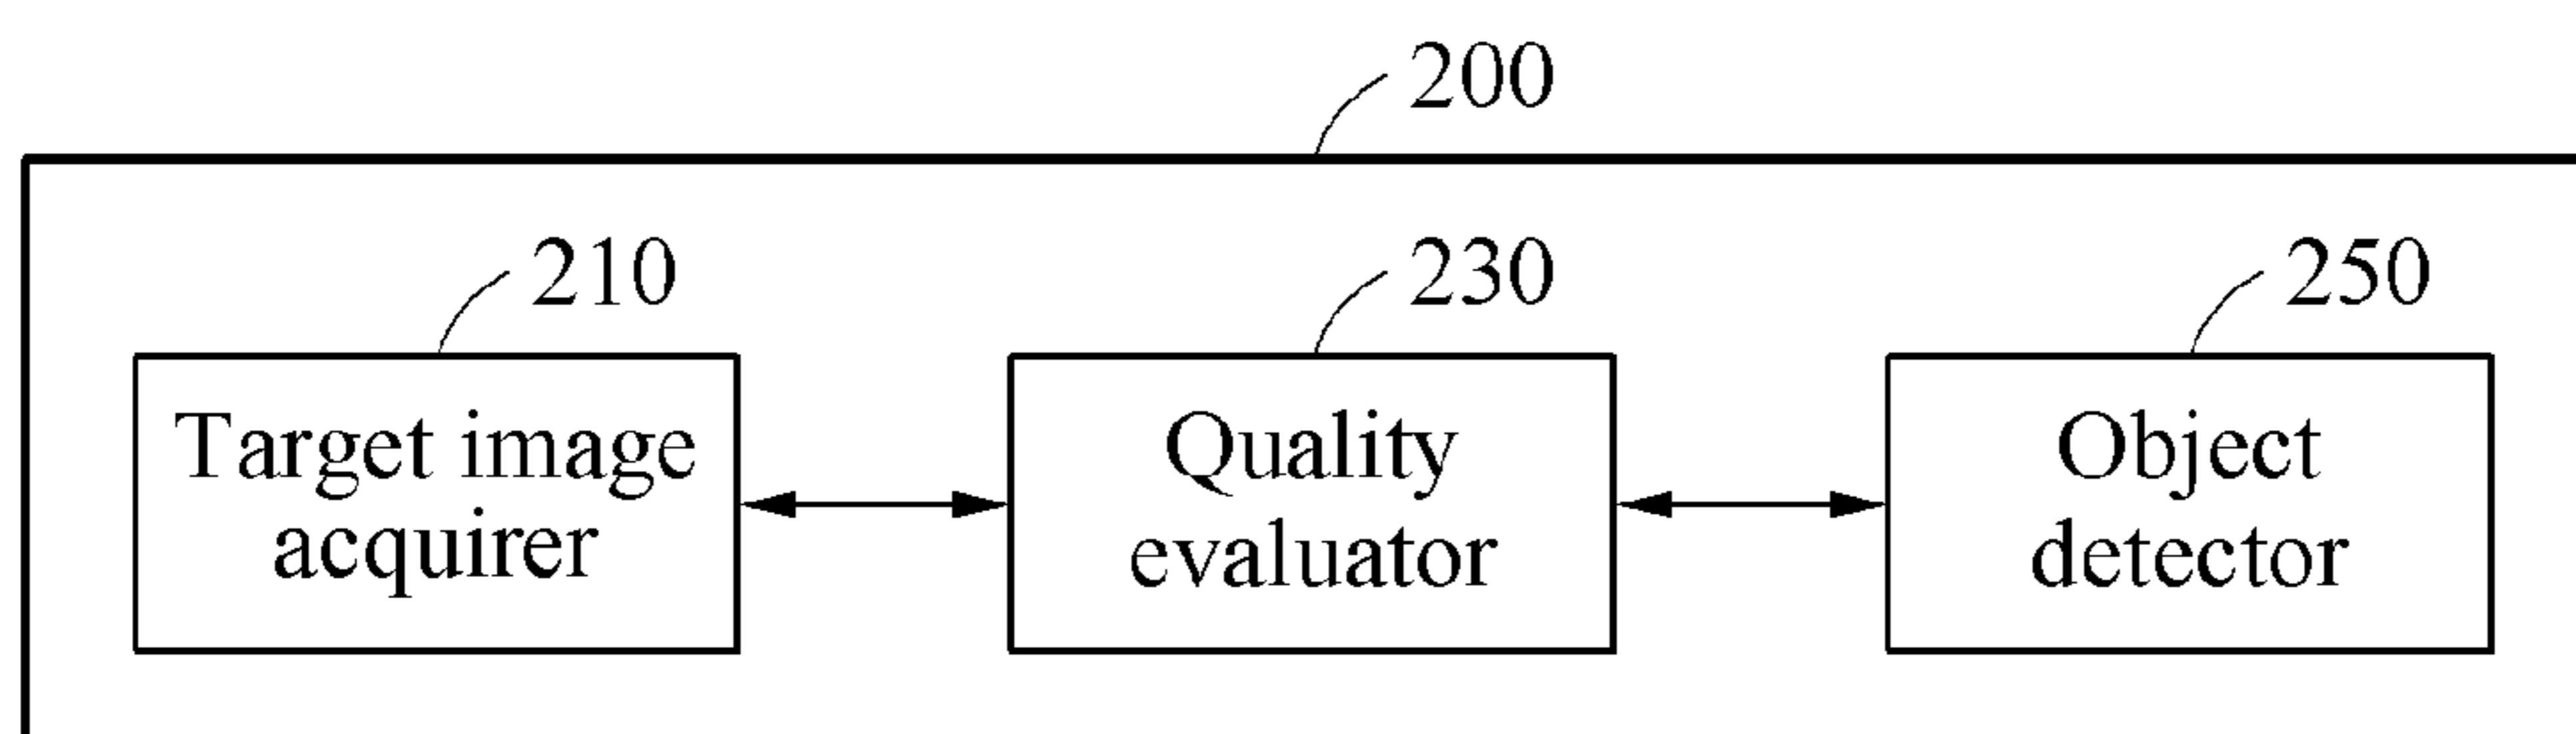 200
210
230
250
Target image
acquirer
Quality
evaluator
Object
detector